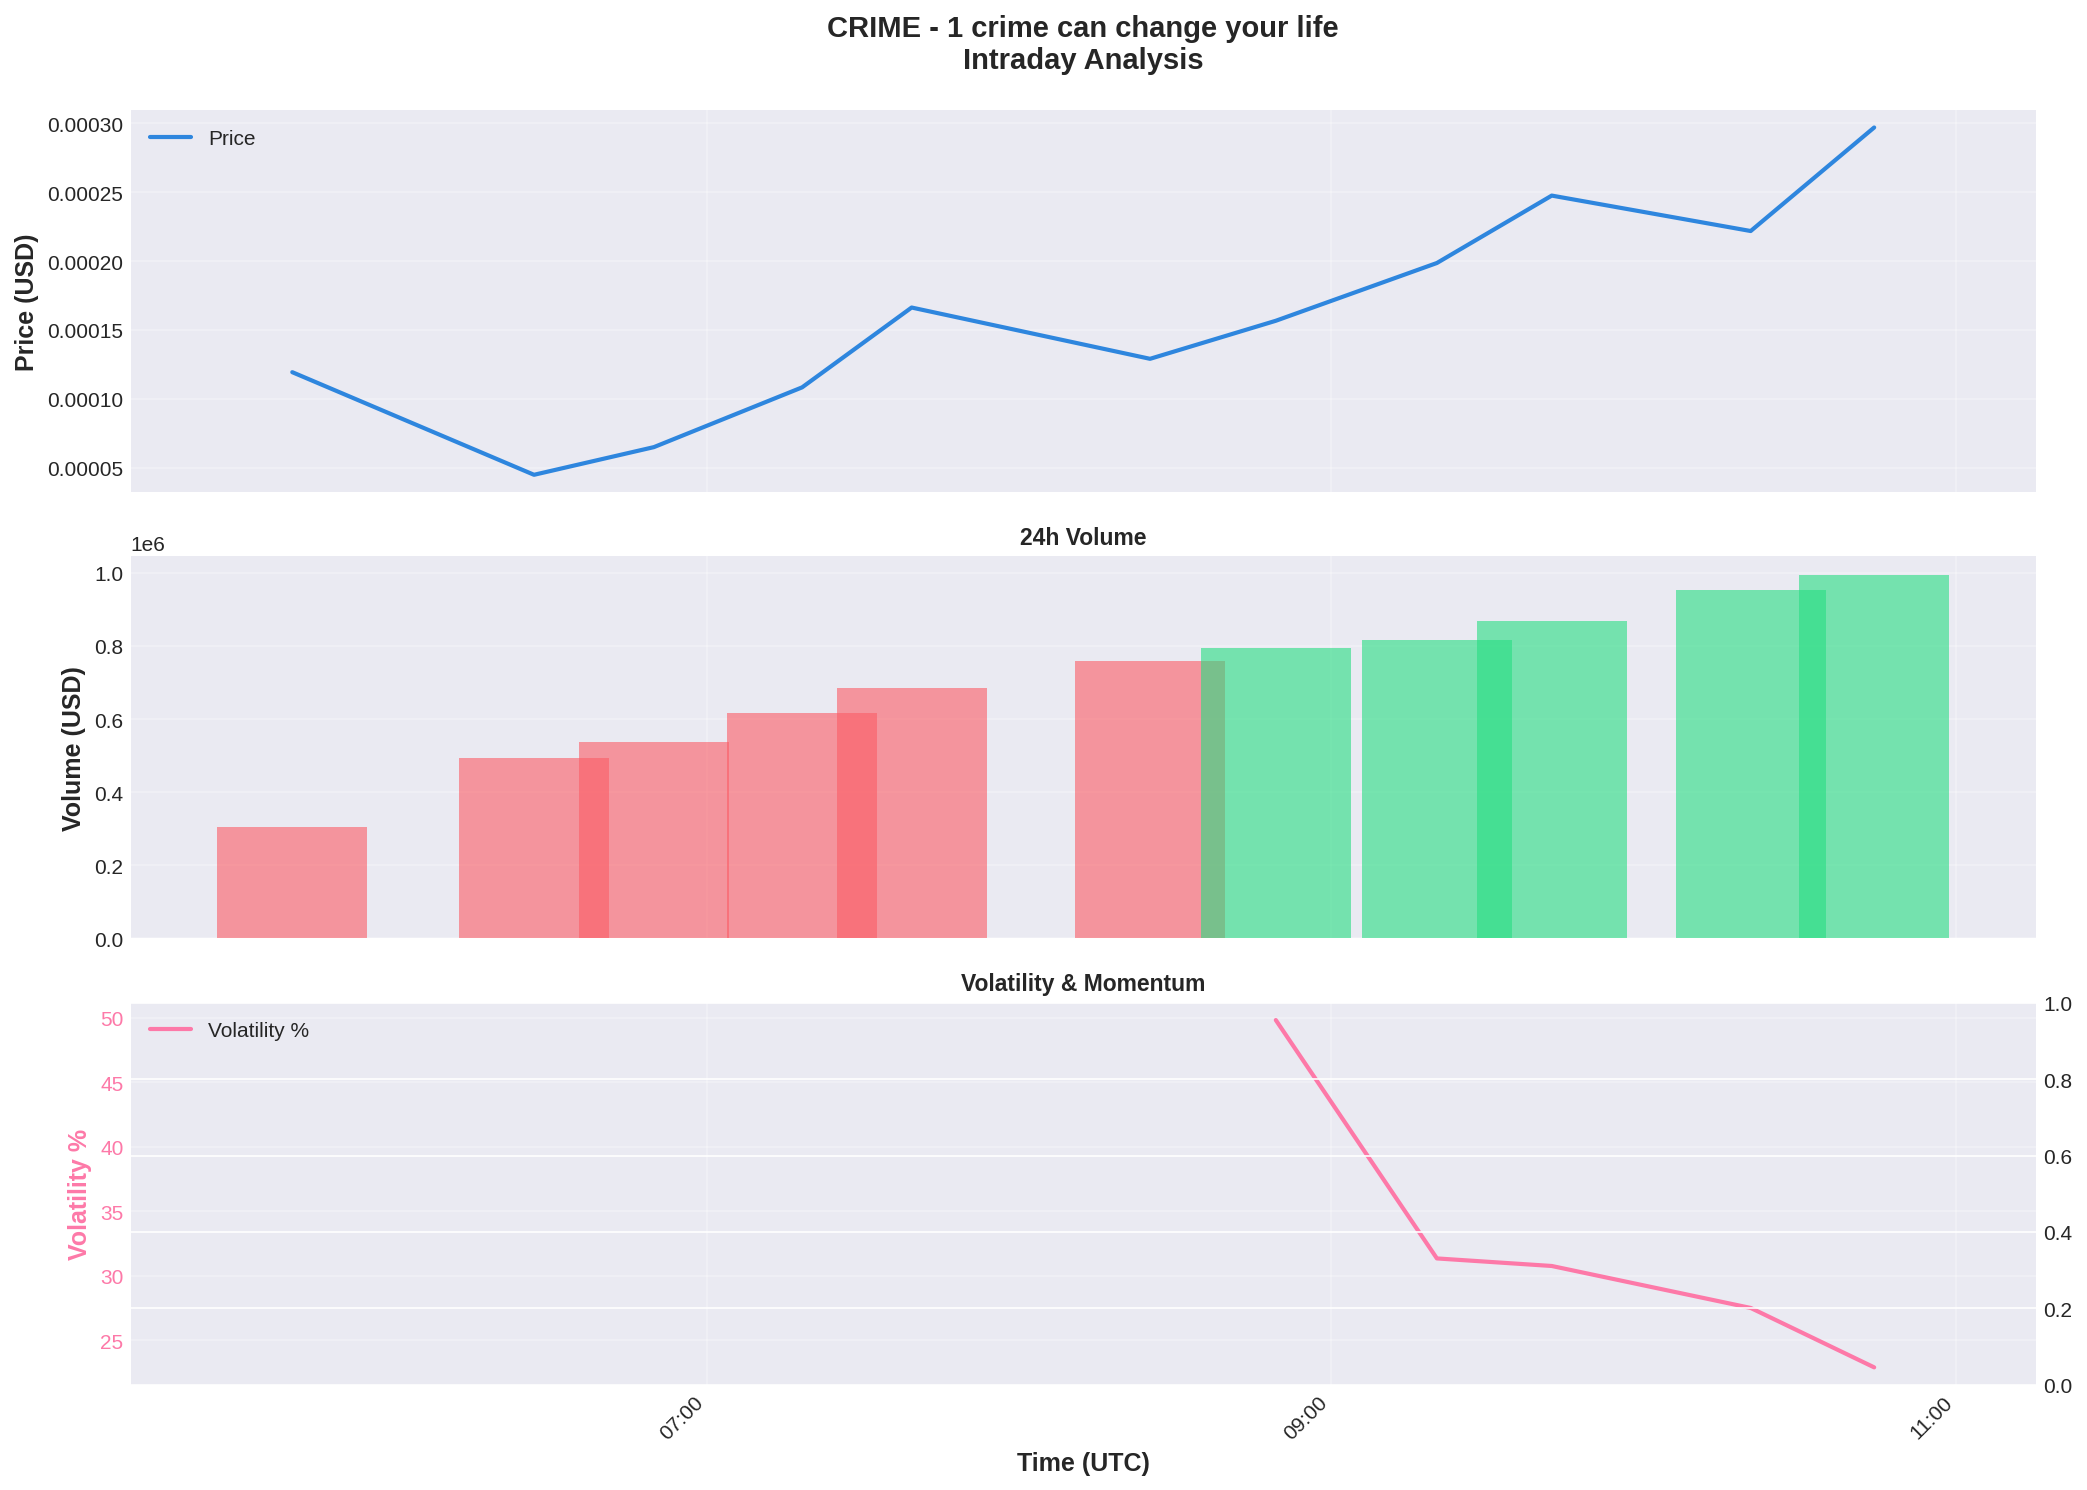 CRIME - 1 crime can change your life
Intraday Analysis
Price (USD)
0.00030
0.00025
0.00020
0.00015
0.00010
0.00005
Price
24h Volume
1e6
Volume (USD)
1.0
0.8
0.6
0.4
0.2
0.0
Volatility & Momentum
Volatility %
50
45
40
35
30
25
Volatility %
1.0
0.8
0.6
0.4
0.2
0.0
07:00
09:00
11:00
Time (UTC)